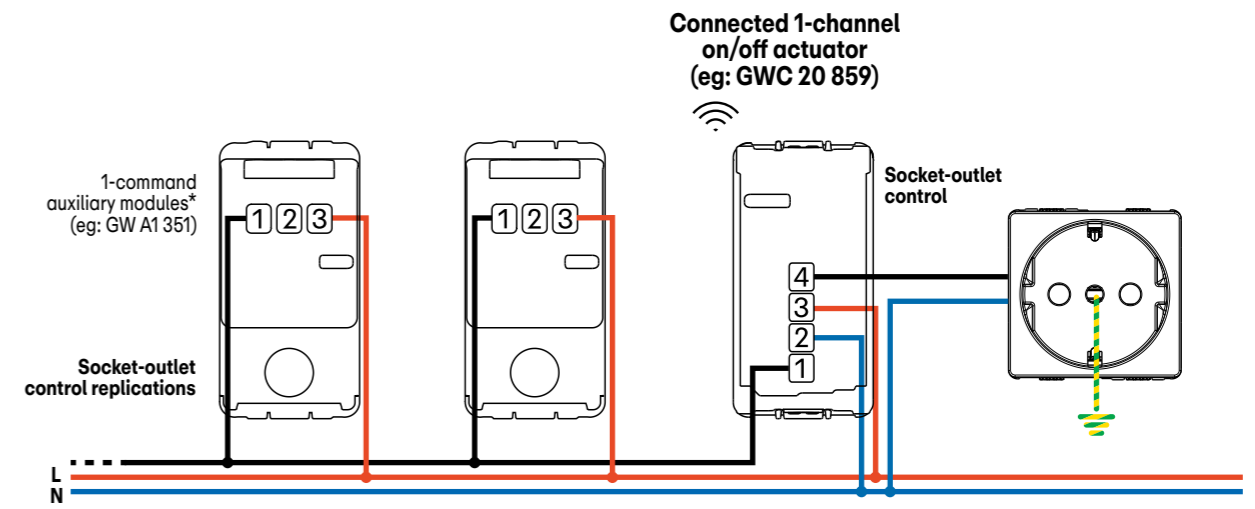 Connected 1-channel
on/off actuator
(eg: GWC 20 859)
1-command
auxiliary modules*
(eg: GW A1 351)
1 2 3
1 2 3
Socket-outlet
control
4
3
2
1
Socket-outlet
control replications
L
N